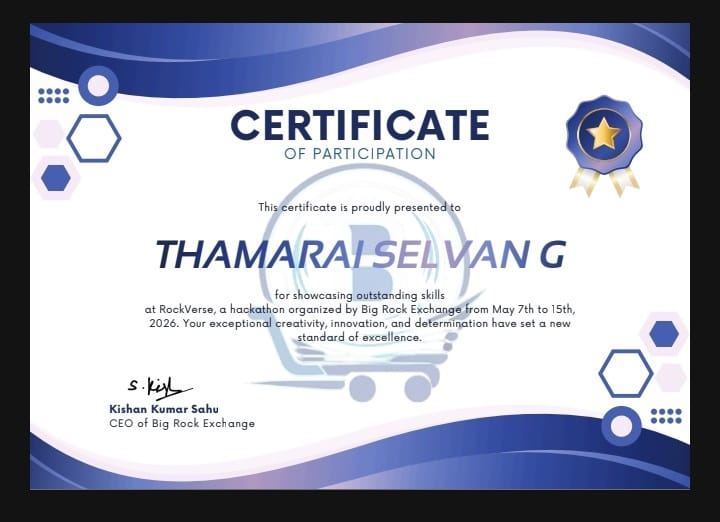 CERTIFICATE
OF PARTICIPATION
This certificate is proudly presented to
THAMARAI SELVAN G
for showcasing outstanding skills
at RockVerse, a hackathon organized by Big Rock Exchange from May 7th to 15th,
2026. Your exceptional creativity, innovation, and determination have set a new
standard of excellence.
S. Kish
Kishan Kumar Sahu
CEO of Big Rock Exchange